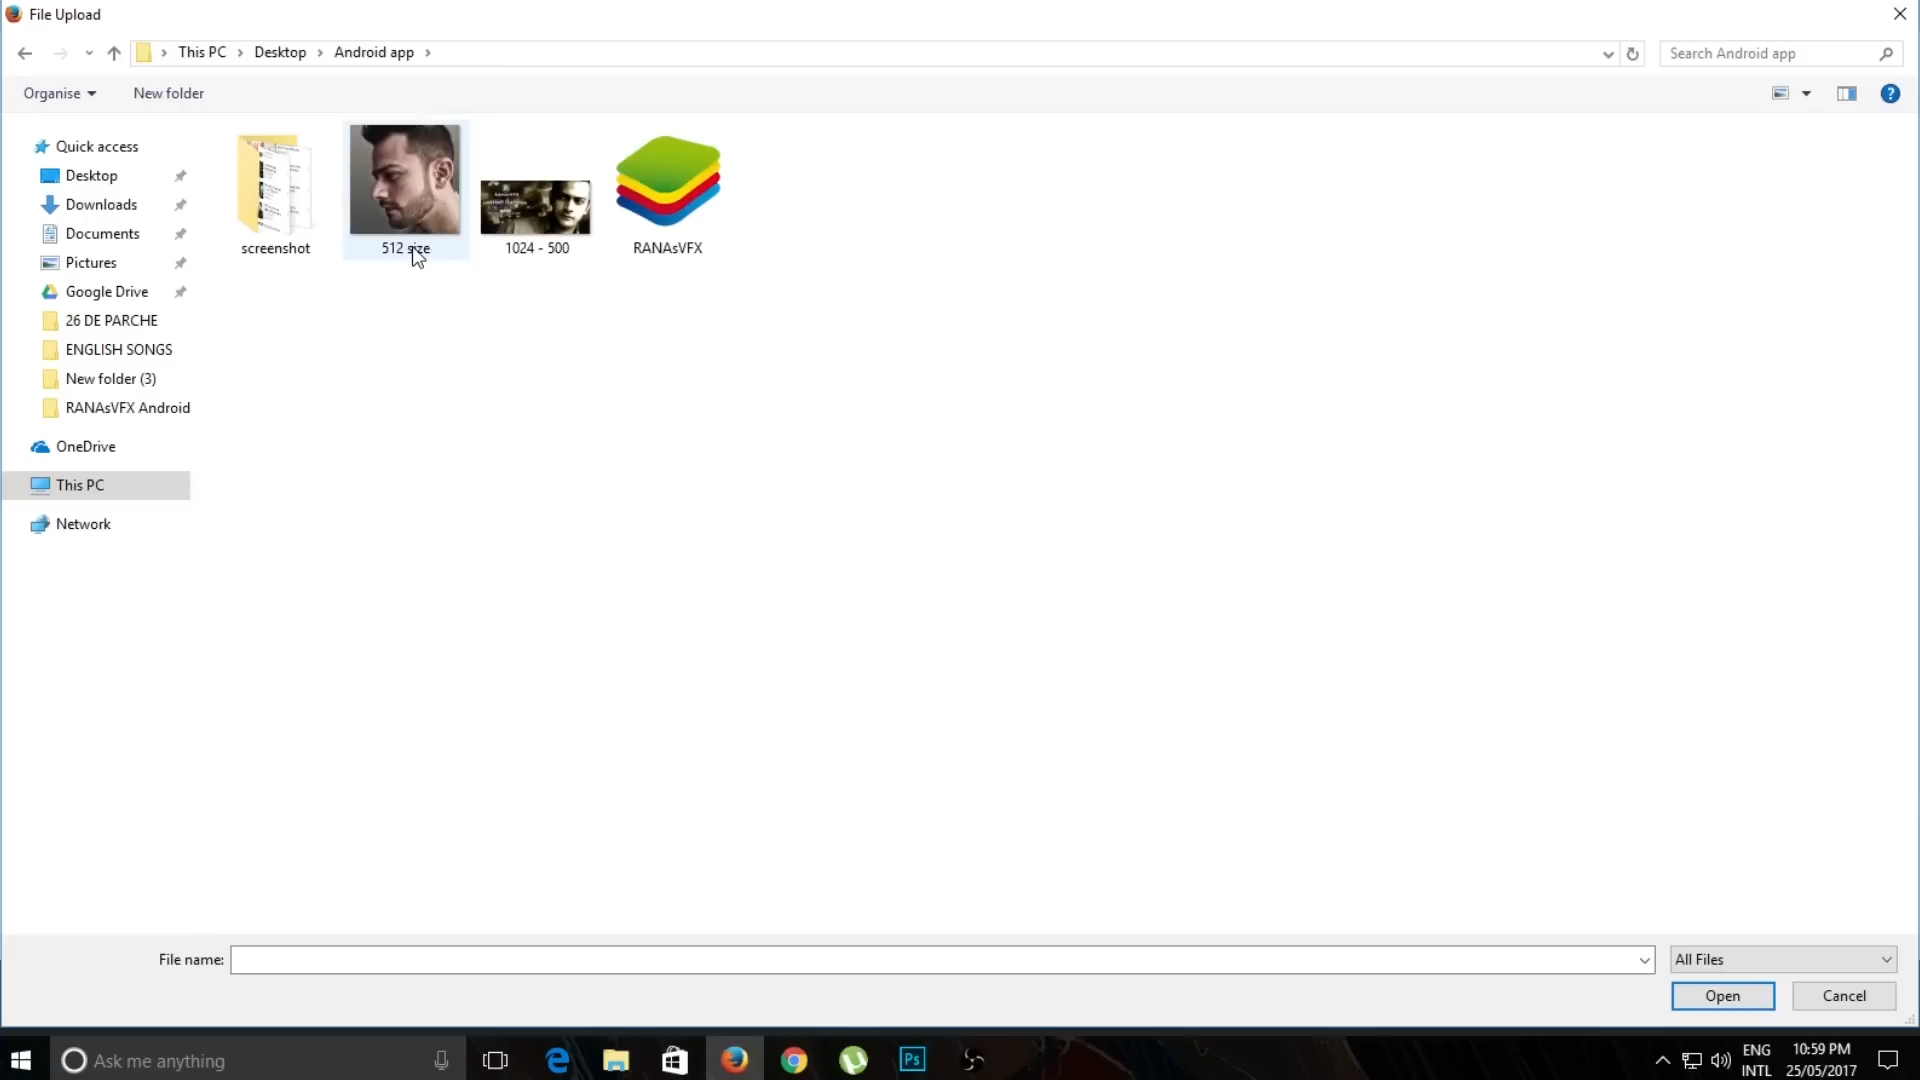 File Upload
This PC > Desktop > Android app >
Search Android app
Organise
New folder
?
Quick access
Desktop
Downloads
Documents
Pictures
Google Drive
26 DE PARCHE
ENGLISH SONGS
New folder (3)
RANAsVFX Android
OneDrive
This PC
Network
screenshot
512 size
1024 - 500
RANAsVFX
File name:
All Files
Open
Cancel
Ask me anything
Ps
ENG
INTL
10:59 PM
25/05/2017